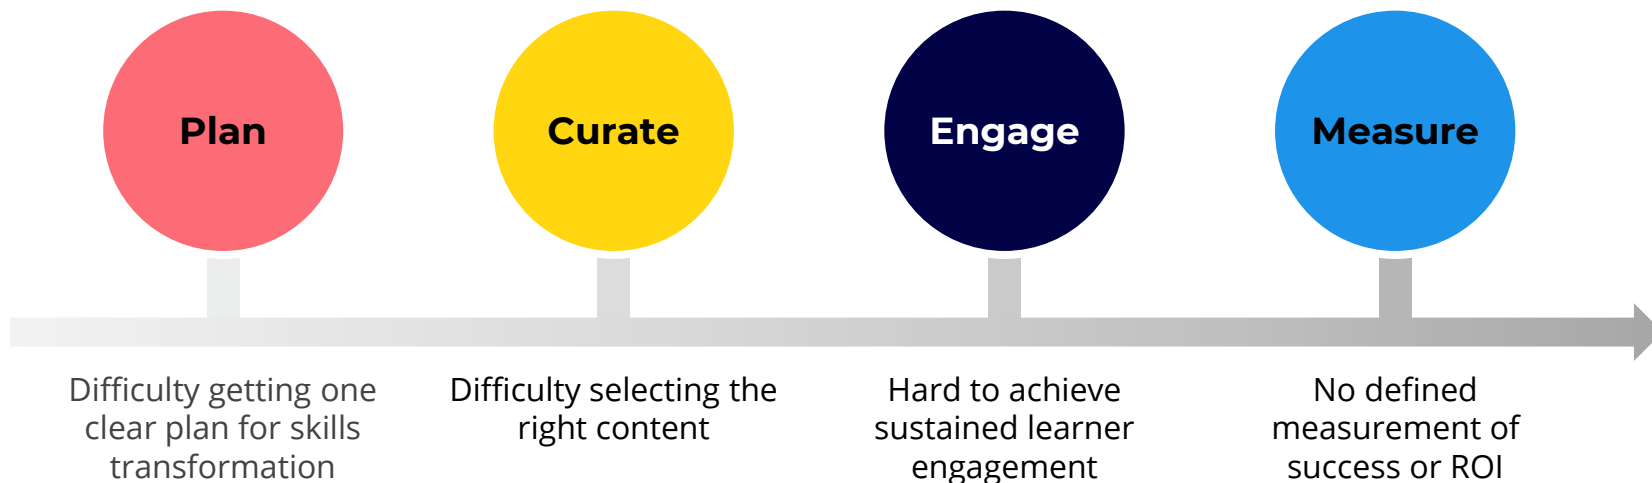 Plan
Curate
Engage
Measure
Difficulty getting one
clear plan for skills
transformation
Difficulty selecting the
right content
Hard to achieve
sustained learner
engagement
No defined
measurement of
success or ROI